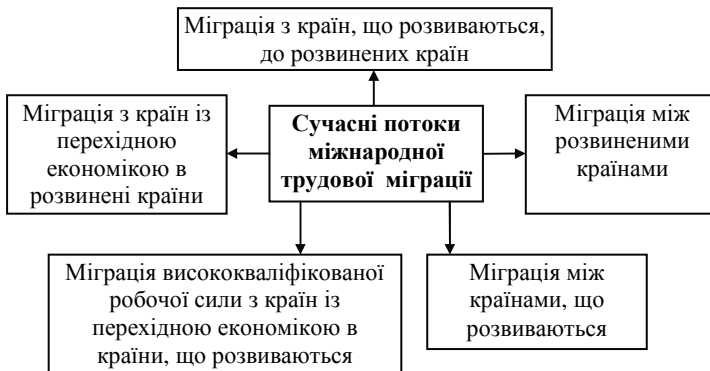 Міграція з країн, що розвиваються,
до розвинених країн
Міграція з країн із
перехідною
економікою в
розвинені країни
Сучасні потоки
міжнародної
трудової міграції
Міграція між
розвиненими
країнами
Міграція висококваліфікованої
робочої сили з країн із
перехідною економікою в
країни, що розвиваються
Міграція між
країнами, що
розвиваються